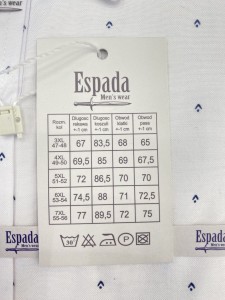 Espada
Men's wear
Rozm. Długość Długość Obwód Obwód
koł rękawa koszuli klatki pasa
+-1 cm +-1 cm +-1 cm +-1 cm
3XL 47-48 67 83,5 68 65
4XL 49-50 69,5 85 69 67,5
5XL 51-52 72 86,5 70 70
6XL 53-54 74,5 88 71 72,5
7XL 55-56 77 89,5 72 75
30° P
Espada
Men's wear
Espada
Men's wear